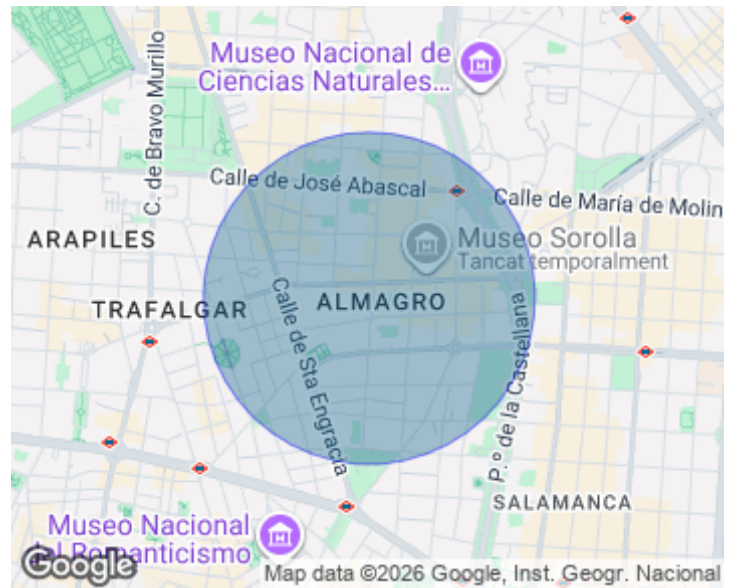 Museo Nacional de
Ciencias Naturales...
C. de Bravo Murillo
Calle de José Abascal
Calle de María de Molin
ARAPILES
Museo Sorolla
Tancat temporalment
TRAFALGAR
ALMAGRO
Calle de Sta Engracia
P.º de la Castellana
SALAMANCA
Museo Nacional
del Romanticismo
Google
Map data ©2026 Google, Inst. Geogr. Nacional